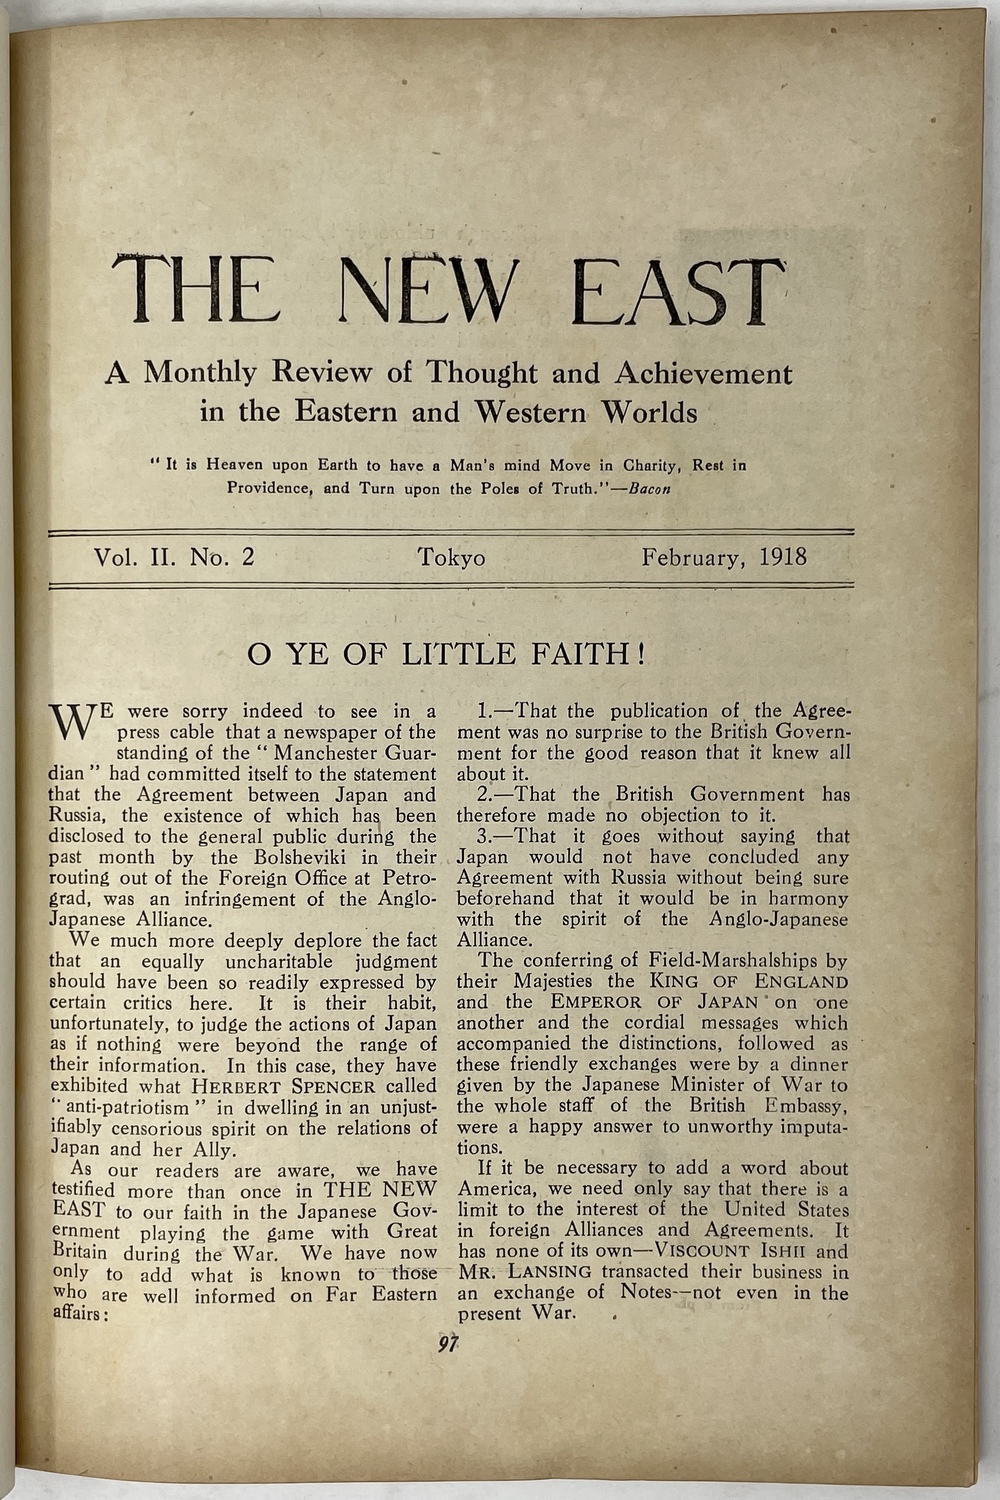 THE NEW EAST
A Monthly Review of Thought and Achievement
in the Eastern and Western Worlds
“ It is Heaven upon Earth to have a Man's mind Move in Charity, Rest in
Providence, and Turn upon the Poles of Truth.”—Bacon
Vol. II. No. 2 Tokyo February, 1918
O YE OF LITTLE FAITH!
WE were sorry indeed to see in a
press cable that a newspaper of the
standing of the “ Manchester Guar-
dian ” had committed itself to the statement
that the Agreement between Japan and
Russia, the existence of which has been
disclosed to the general public during the
past month by the Bolsheviki in their
routing out of the Foreign Office at Petro-
grad, was an infringement of the Anglo-
Japanese Alliance.
We much more deeply deplore the fact
that an equally uncharitable judgment
should have been so readily expressed by
certain critics here. It is their habit,
unfortunately, to judge the actions of Japan
as if nothing were beyond the range of
their information. In this case, they have
exhibited what HERBERT SPENCER called
“ anti-patriotism ” in dwelling in an unjust-
ifiably censorious spirit on the relations of
Japan and her Ally.
As our readers are aware, we have
testified more than once in THE NEW
EAST to our faith in the Japanese Gov-
ernment playing the game with Great
Britain during the War. We have now
only to add what is known to those
who are well informed on Far Eastern
affairs:
1.—That the publication of the Agree-
ment was no surprise to the British Govern-
ment for the good reason that it knew all
about it.
2.—That the British Government has
therefore made no objection to it.
3.—That it goes without saying that
Japan would not have concluded any
Agreement with Russia without being sure
beforehand that it would be in harmony
with the spirit of the Anglo-Japanese
Alliance.
The conferring of Field-Marshalships by
their Majesties the KING OF ENGLAND
and the EMPEROR OF JAPAN on one
another and the cordial messages which
accompanied the distinctions, followed as
these friendly exchanges were by a dinner
given by the Japanese Minister of War to
the whole staff of the British Embassy,
were a happy answer to unworthy imputa-
tions.
If it be necessary to add a word about
America, we need only say that there is a
limit to the interest of the United States
in foreign Alliances and Agreements. It
has none of its own—VISCOUNT ISHII and
MR. LANSING transacted their business in
an exchange of Notes—not even in the
present War.
97